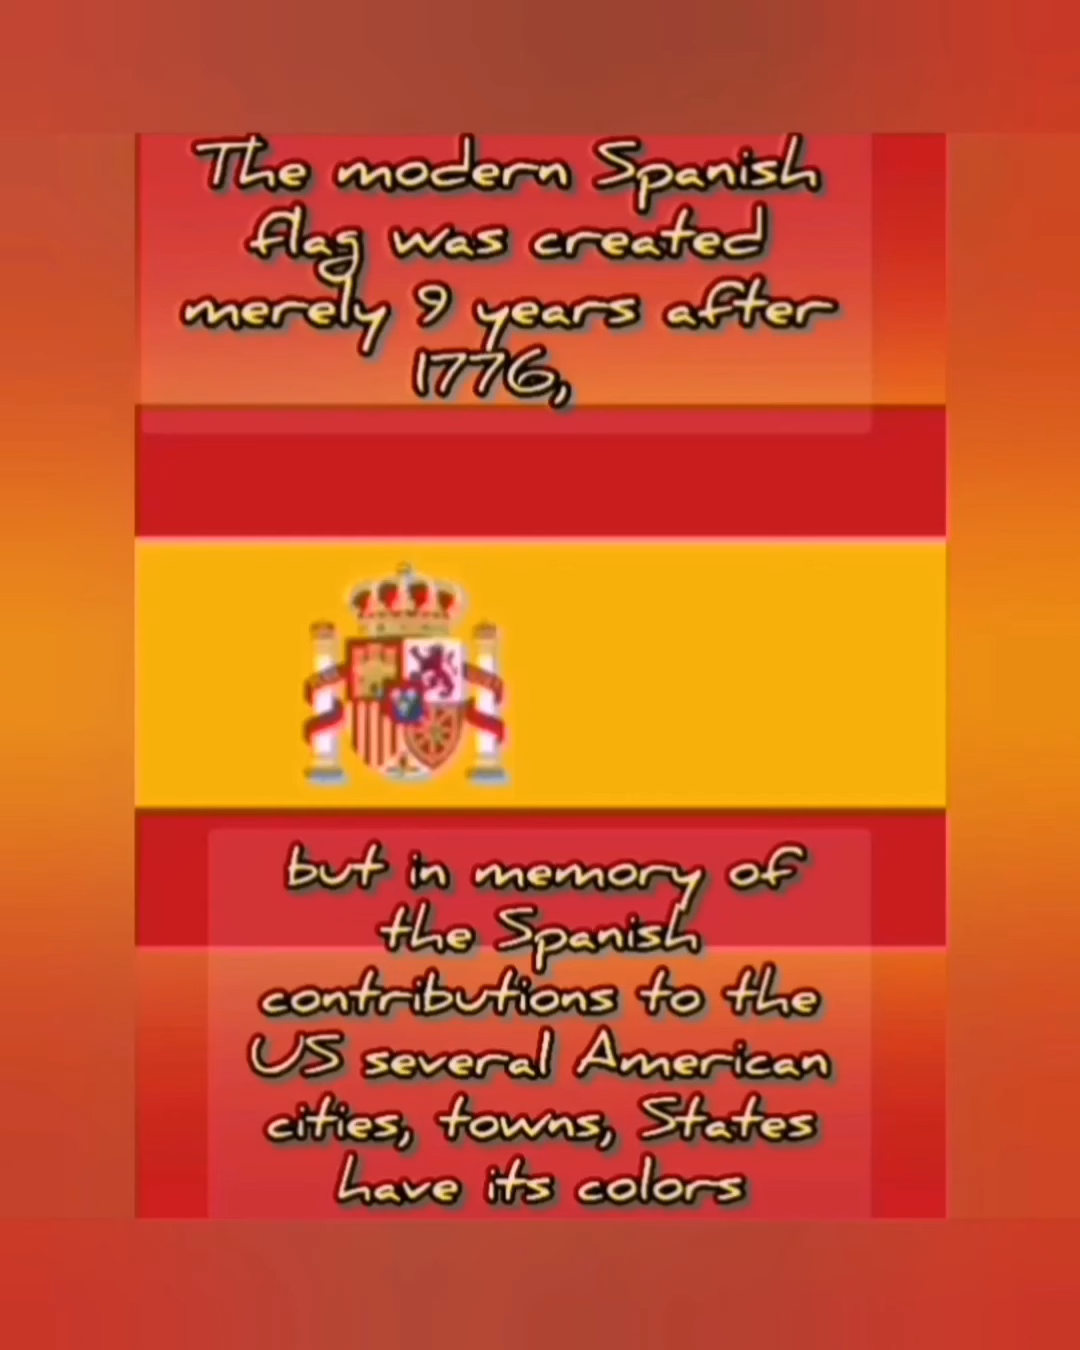 The modern Spanish
flag was created
merely 9 years after
1776,
but in memory of
the Spanish
contributions to the
US several American
cities, towns, States
have its colors